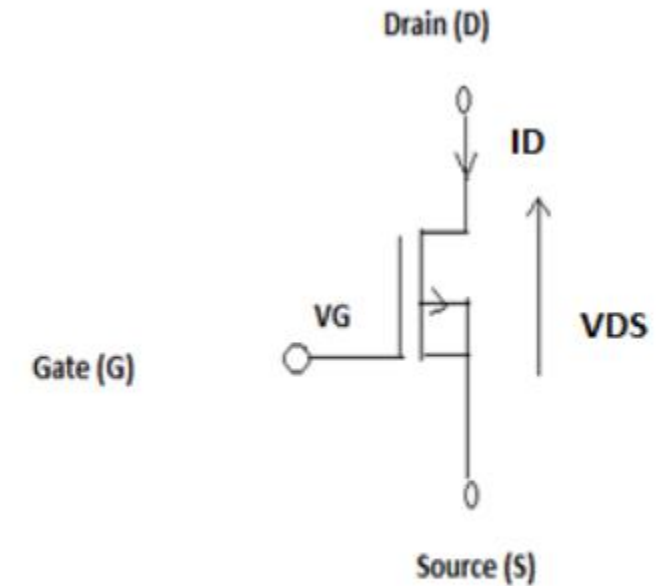 Drain (D)
ID
VG
VDS
Gate (G)
Source (S)